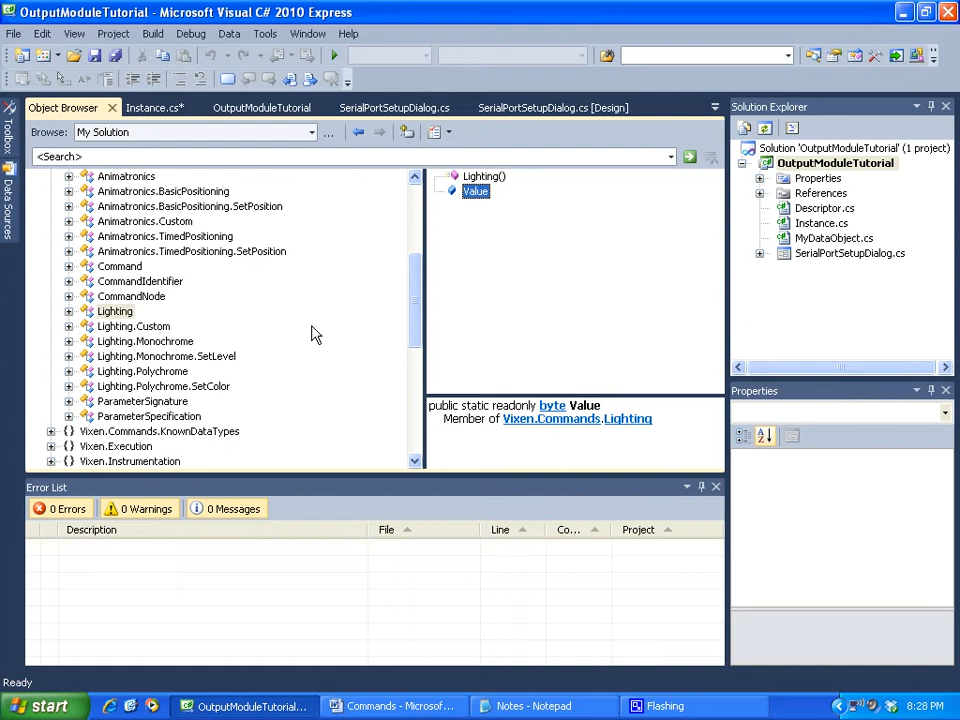 OutputModuleTutorial - Microsoft Visual C# 2010 Express
File Edit View Project Build Debug Data Tools Window Help
Object Browser Instance.cs* OutputModuleTutorial SerialPortSetupDialog.cs SerialPortSetupDialog.cs [Design]
Browse: My Solution ...
<Search>
Toolbox
Data Sources
Animatronics
Animatronics.BasicPositioning
Animatronics.BasicPositioning.SetPosition
Animatronics.Custom
Animatronics.TimedPositioning
Animatronics.TimedPositioning.SetPosition
Command
CommandIdentifier
CommandNode
Lighting
Lighting.Custom
Lighting.Monochrome
Lighting.Monochrome.SetLevel
Lighting.Polychrome
Lighting.Polychrome.SetColor
ParameterSignature
ParameterSpecification
{} Vixen.Commands.KnownDataTypes
{} Vixen.Execution
{} Vixen.Instrumentation
Lighting()
Value
public static readonly byte Value
Member of Vixen.Commands.Lighting
Solution Explorer
Solution 'OutputModuleTutorial' (1 project)
OutputModuleTutorial
Properties
References
Descriptor.cs
Instance.cs
MyDataObject.cs
SerialPortSetupDialog.cs
Properties
Error List
0 Errors 0 Warnings 0 Messages
Description File Line Co... Project
Ready
start OutputModuleTutorial... Commands - Microsof... Notes - Notepad Flashing 8:28 PM